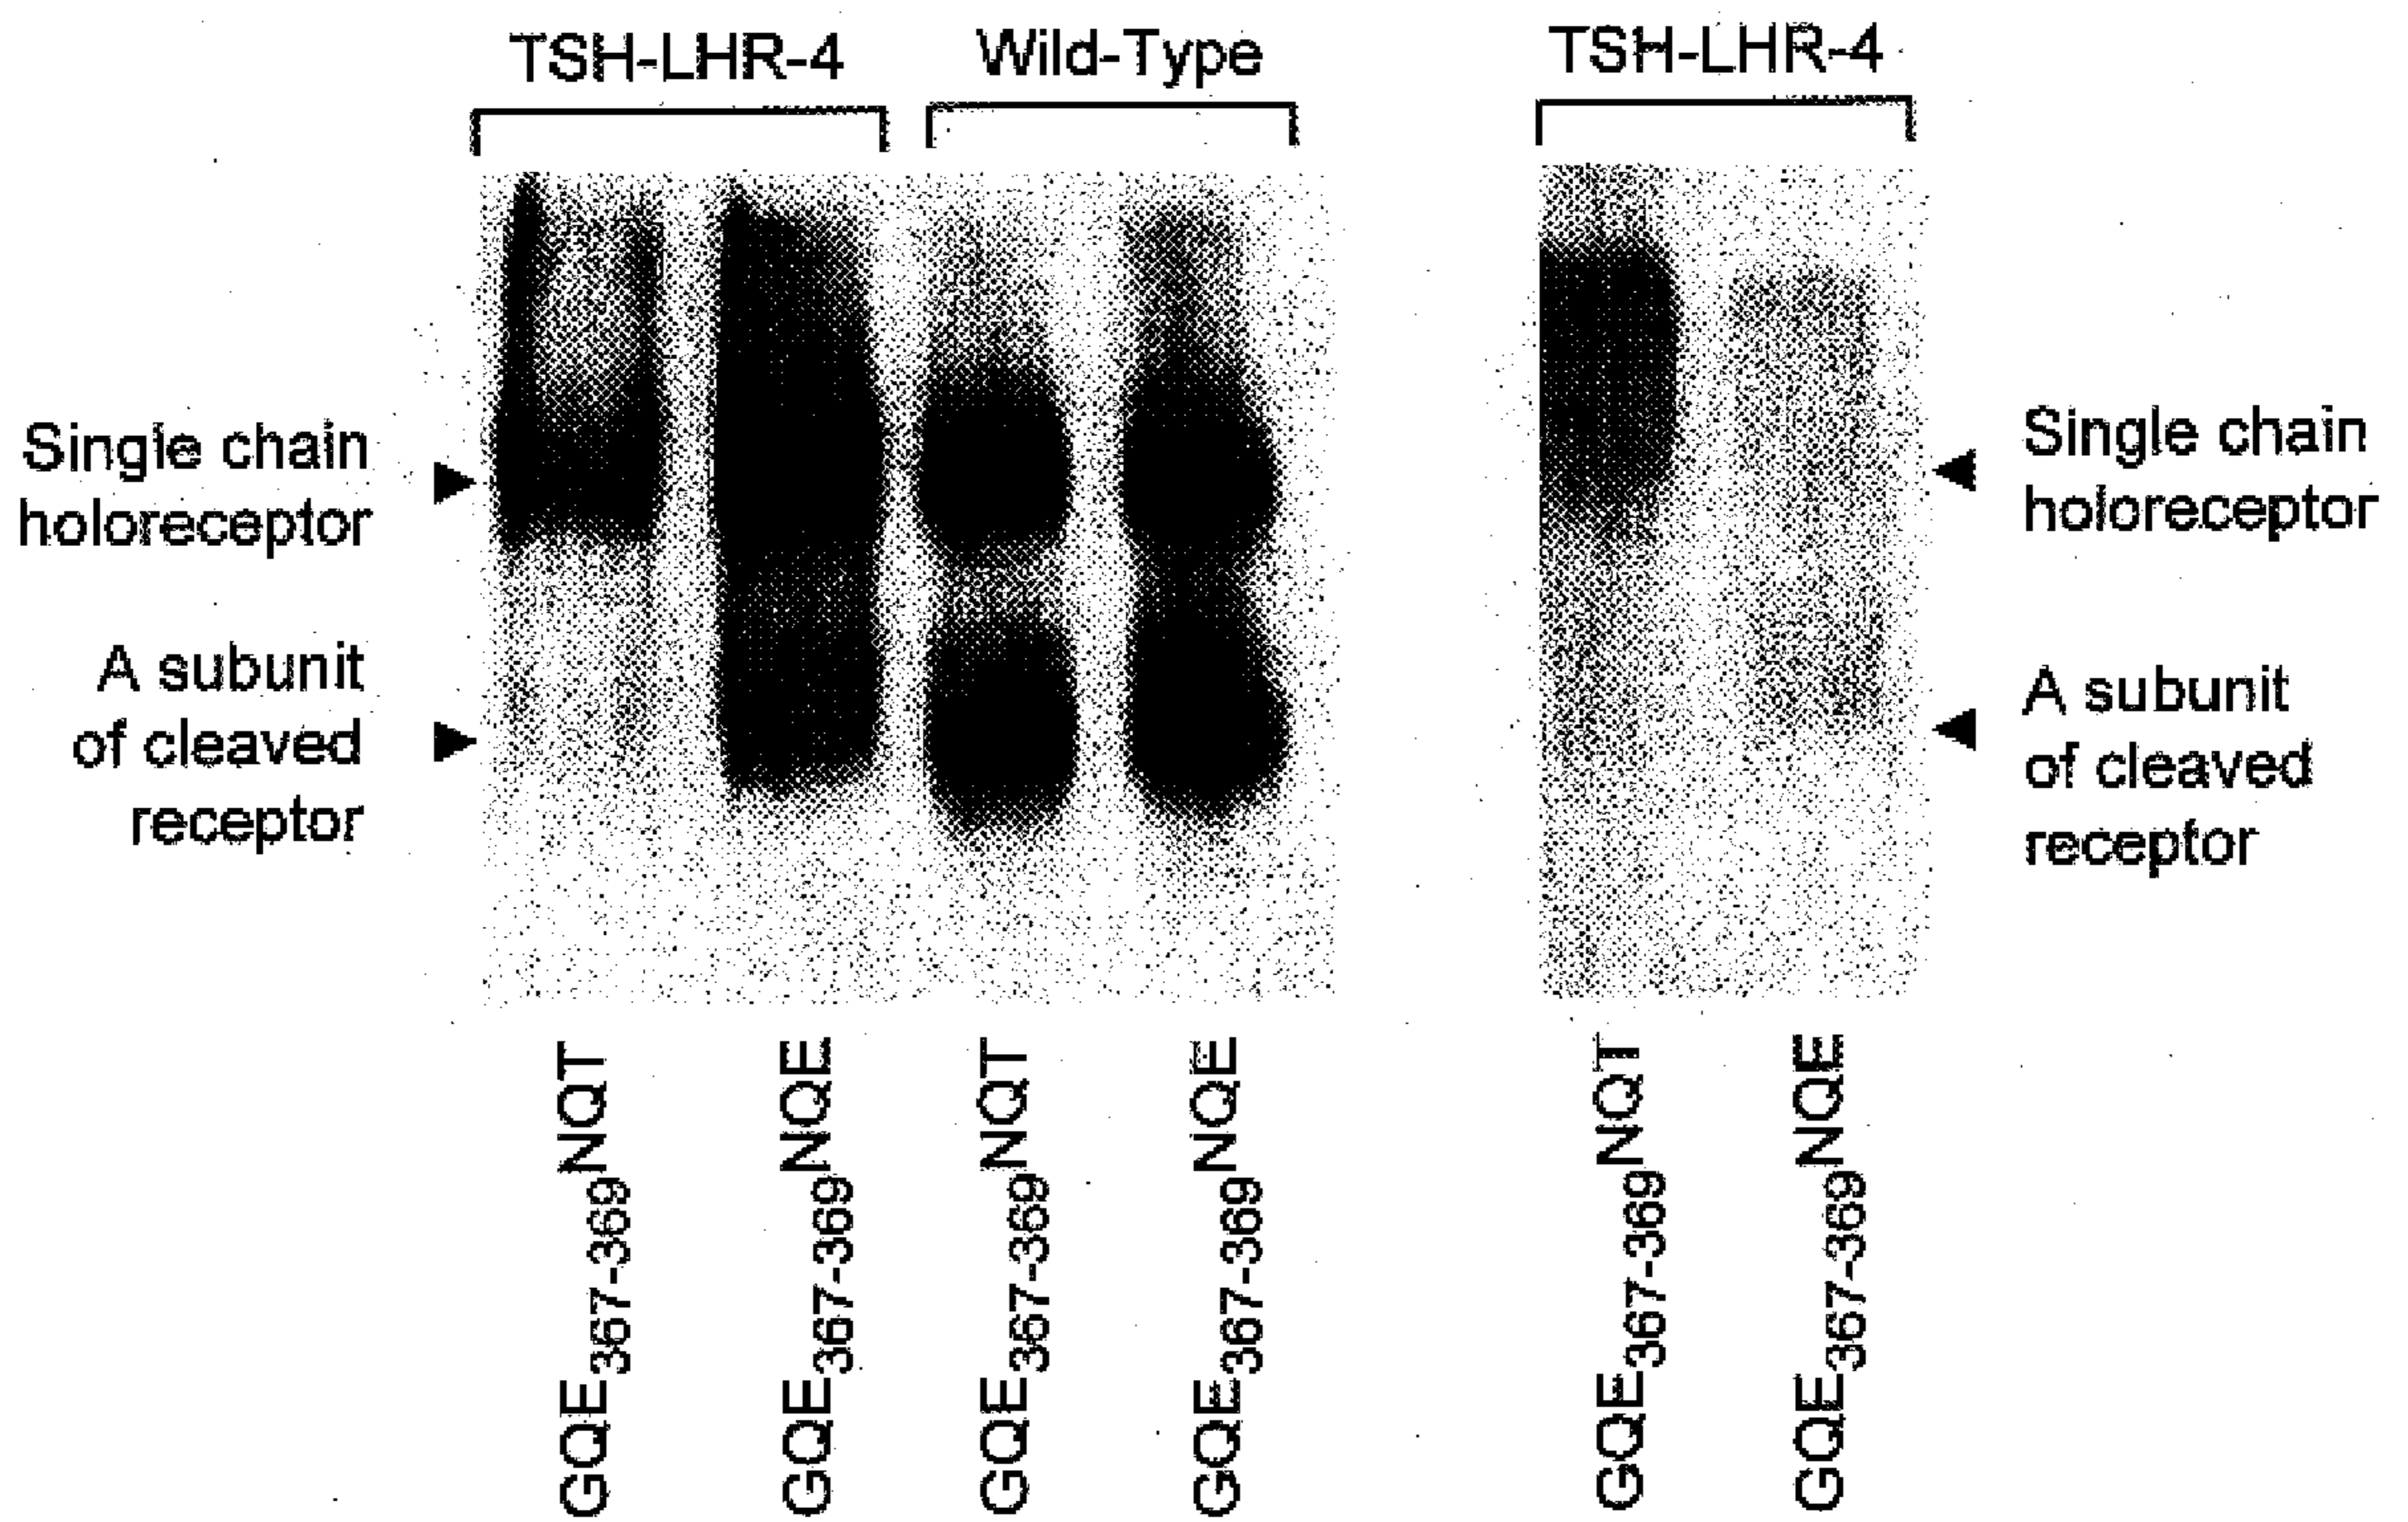 TSH-LHR-4 Wild-Type TSH-LHR-4
Single chain
holoreceptor
A subunit
of cleaved
receptor
Single chain
holoreceptor
A subunit
of cleaved
receptor
GQE367-369NQT
GQE367-369NQE
GQE367-369NQT
GQE367-369NQE
GQE367-369NQT
GQE367-369NQE